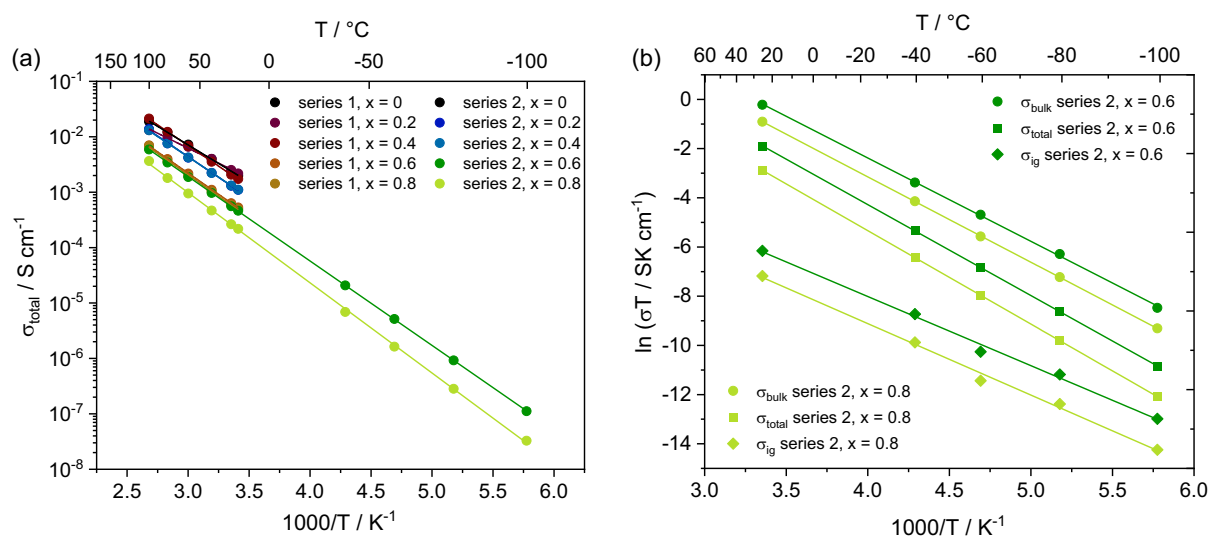 (a)
T / °C
150 100 50 0 -50 -100
10⁻¹
10⁻²
10⁻³
10⁻⁴
10⁻⁵
10⁻⁶
10⁻⁷
10⁻⁸
σtotal / S cm⁻¹
series 1, x = 0 series 2, x = 0
series 1, x = 0.2 series 2, x = 0.2
series 1, x = 0.4 series 2, x = 0.4
series 1, x = 0.6 series 2, x = 0.6
series 1, x = 0.8 series 2, x = 0.8
2.5 3.0 3.5 4.0 4.5 5.0 5.5 6.0
1000/T / K⁻¹
(b)
T / °C
60 40 20 0 -20 -40 -60 -80 -100
0
-2
-4
-6
-8
-10
-12
-14
ln (σT / SK cm⁻¹)
σbulk series 2, x = 0.6
σtotal series 2, x = 0.6
σig series 2, x = 0.6
σbulk series 2, x = 0.8
σtotal series 2, x = 0.8
σig series 2, x = 0.8
3.0 3.5 4.0 4.5 5.0 5.5 6.0
1000/T / K⁻¹